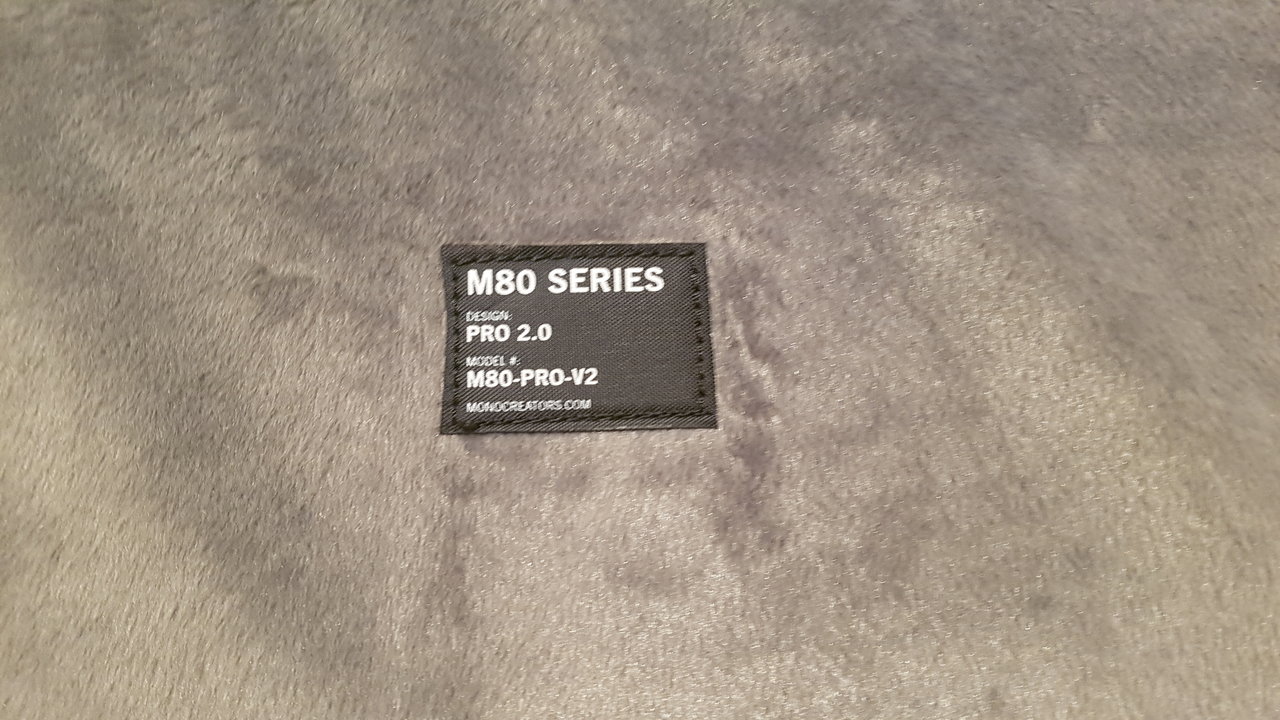 M80 SERIES
DESIGN:
PRO 2.0
MODEL #:
M80-PRO-V2
MONOCREATORS.COM